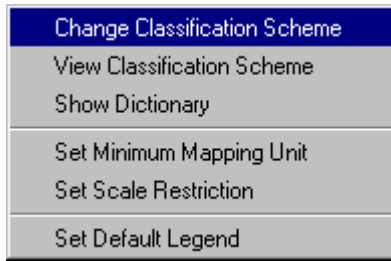 Change Classification Scheme
View Classification Scheme
Show Dictionary
Set Minimum Mapping Unit
Set Scale Restriction
Set Default Legend